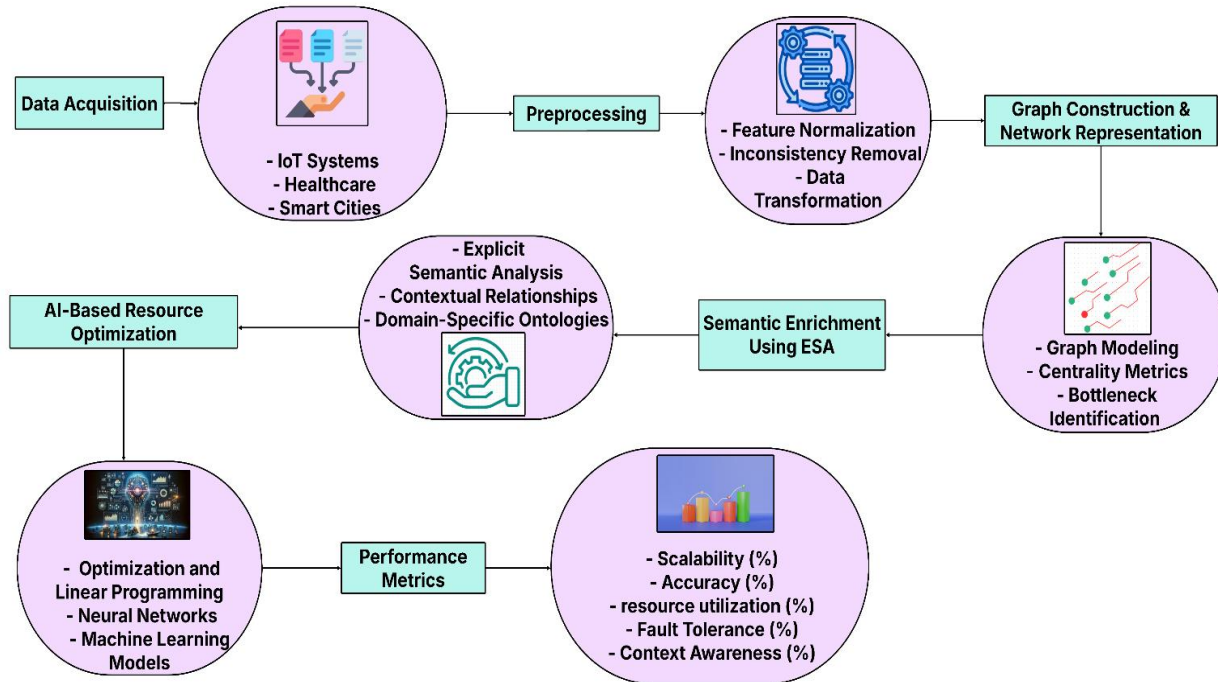 Data Acquisition
- IoT Systems
- Healthcare
- Smart Cities
Preprocessing
- Feature Normalization
- Inconsistency Removal
- Data
Transformation
Graph Construction &
Network Representation
- Graph Modeling
- Centrality Metrics
- Bottleneck
Identification
Semantic Enrichment
Using ESA
- Explicit
Semantic Analysis
- Contextual Relationships
- Domain-Specific Ontologies
AI-Based Resource
Optimization
- Optimization and
Linear Programming
- Neural Networks
- Machine Learning
Models
Performance
Metrics
- Scalability (%)
- Accuracy (%)
- resource utilization (%)
- Fault Tolerance (%)
- Context Awareness (%)